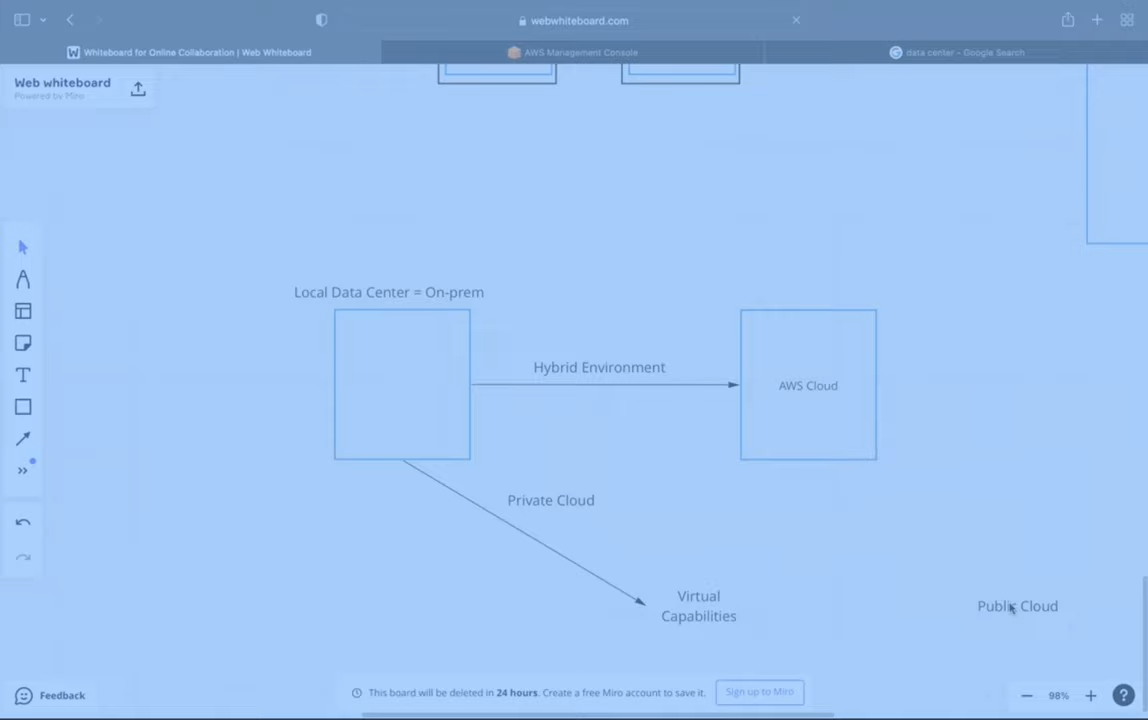 webwhiteboard.com
Whiteboard for Online Collaboration | Web Whiteboard
AWS Management Console
data center - Google Search
Web whiteboard
Powered by Miro
Local Data Center = On-prem
Hybrid Environment
AWS Cloud
Private Cloud
Virtual
Capabilities
Public Cloud
Feedback
This board will be deleted in 24 hours. Create a free Miro account to save it.
Sign up to Miro
98%